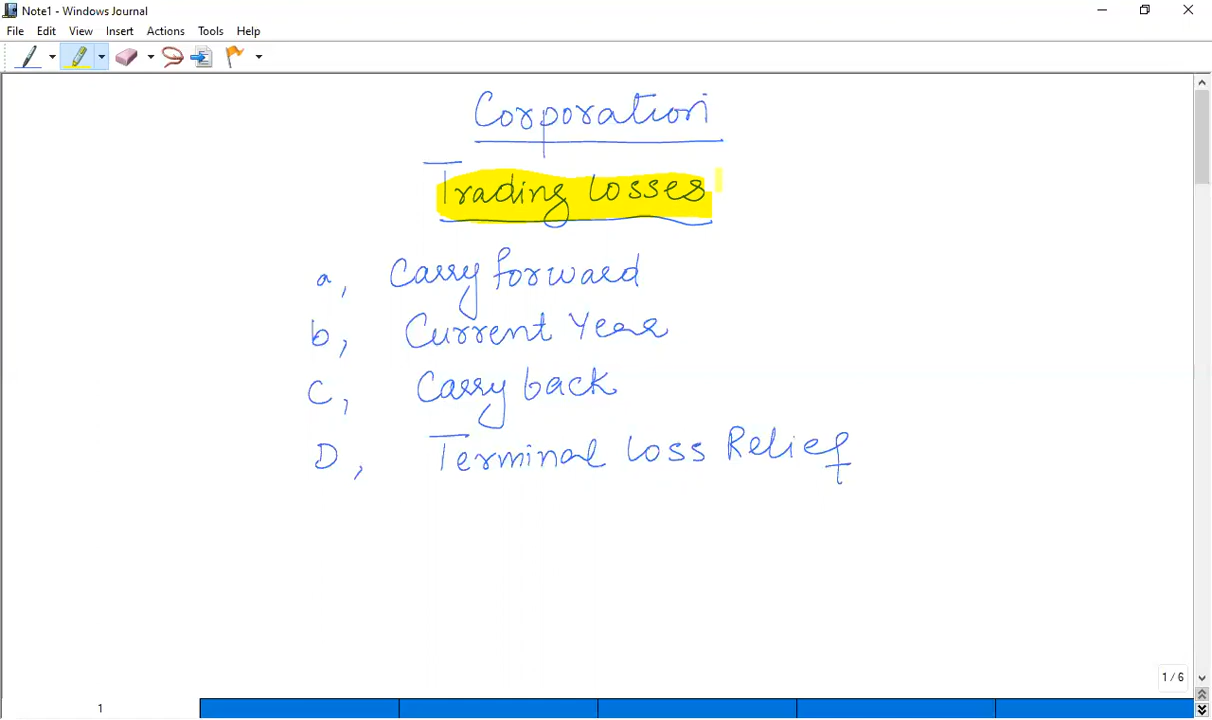 Note1 - Windows Journal
File Edit View Insert Actions Tools Help
Corporation
Trading Losses
a, Carry forward
b, Current Year
C, Carry back
D, Terminal Loss Relief
1 / 6
1